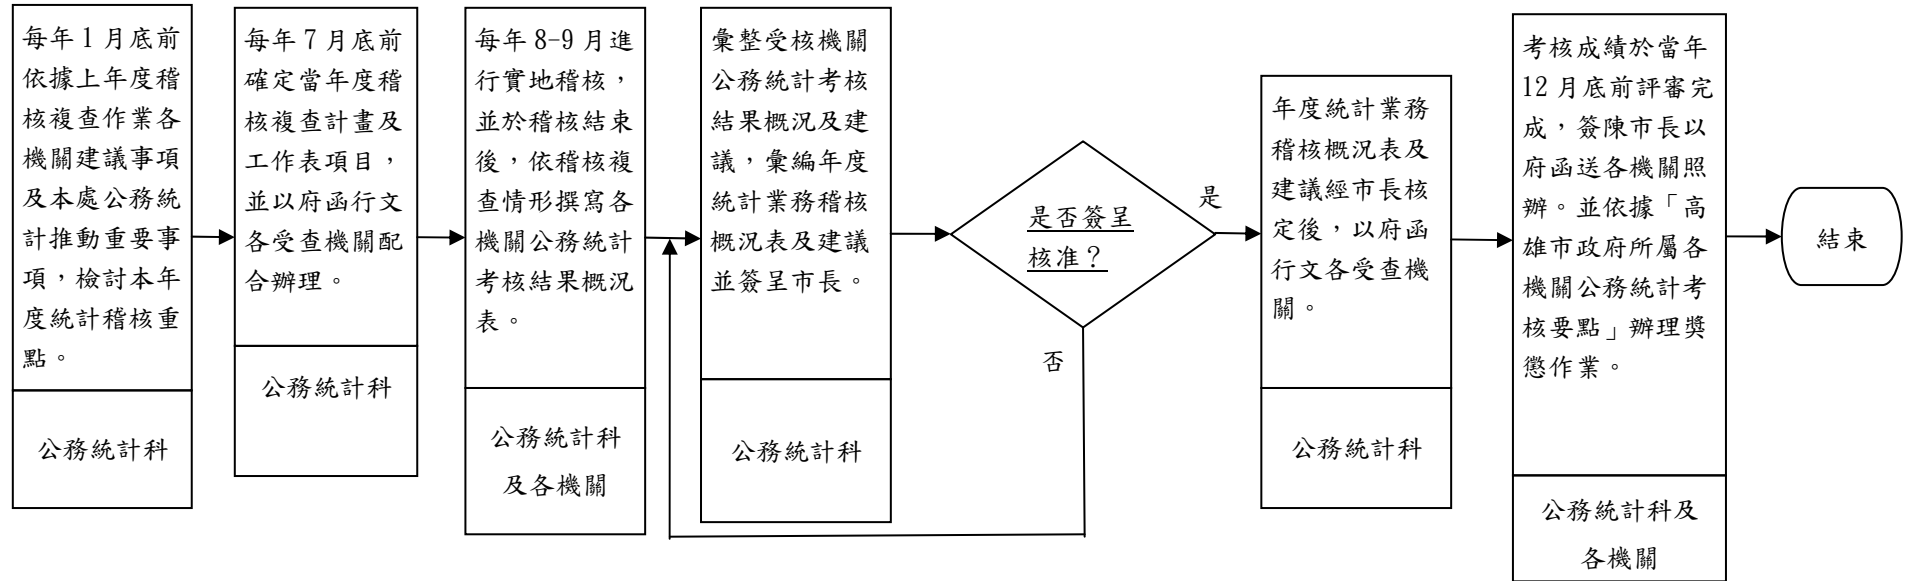 每年 1 月底前
依據上年度稽
核複查作業各
機關建議事項
及本處公務統
計推動重要事
項，檢討本年
度統計稽核重
點。
公務統計科
每年 7 月底前
確定當年度稽
核複查計畫及
工作表項目，
並以府函行文
各受查機關配
合辦理。
公務統計科
每年 8-9 月進
行實地稽核，
並於稽核結束
後，依稽核複
查情形撰寫各
機關公務統計
考核結果概況
表。
公務統計科
及各機關
彙整受核機關
公務統計考核
結果概況及建
議，彙編年度
統計業務稽核
概況表及建議
並簽呈市長。
公務統計科
是否簽呈
核准？
是
否
年度統計業務
稽核概況表及
建議經市長核
定後，以府函
行文各受查機
關。
公務統計科
考核成績於當年
12 月底前評審完
成，簽陳市長以
府函送各機關照
辦。並依據「高
雄市政府所屬各
機關公務統計考
核要點」辦理獎
懲作業。
公務統計科及
各機關
結束